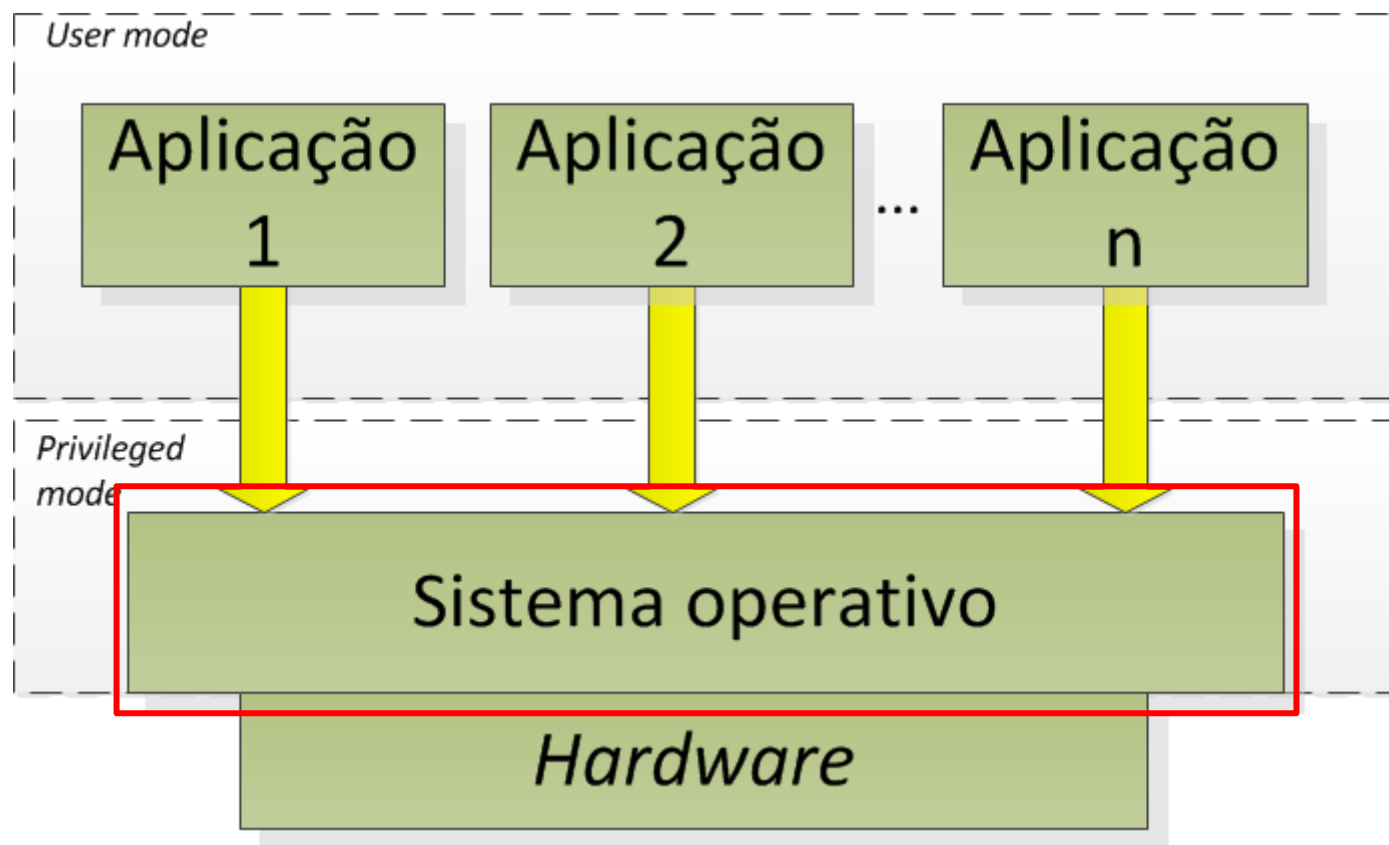 User mode
Aplicação
1
Aplicação
2
...
Aplicação
n
Privileged
mode
Sistema operativo
Hardware